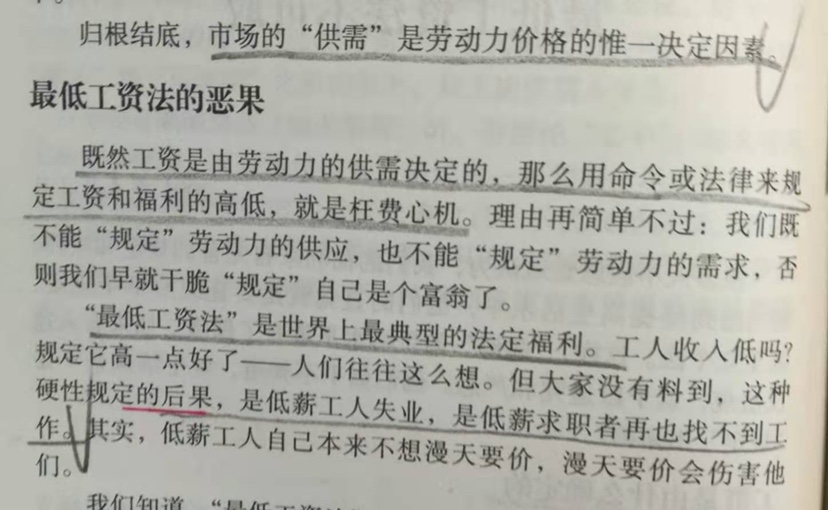 归根结底，市场的“供需”是劳动力价格的惟一决定因素。
最低工资法的恶果
既然工资是由劳动力的供需决定的，那么用命令或法律来规
定工资和福利的高低，就是枉费心机。理由再简单不过：我们既
不能“规定”劳动力的供应，也不能“规定”劳动力的需求，否
则我们早就干脆“规定”自己是个富翁了。
“最低工资法”是世界上最典型的法定福利。工人收入低吗？
规定它高一点好了——人们往往这么想。但大家没有料到，这种
硬性规定的后果，是低薪工人失业，是低薪求职者再也找不到工
作。其实，低薪工人自己本来不想漫天要价，漫天要价会伤害他
们。
我们知道，“最低工资法